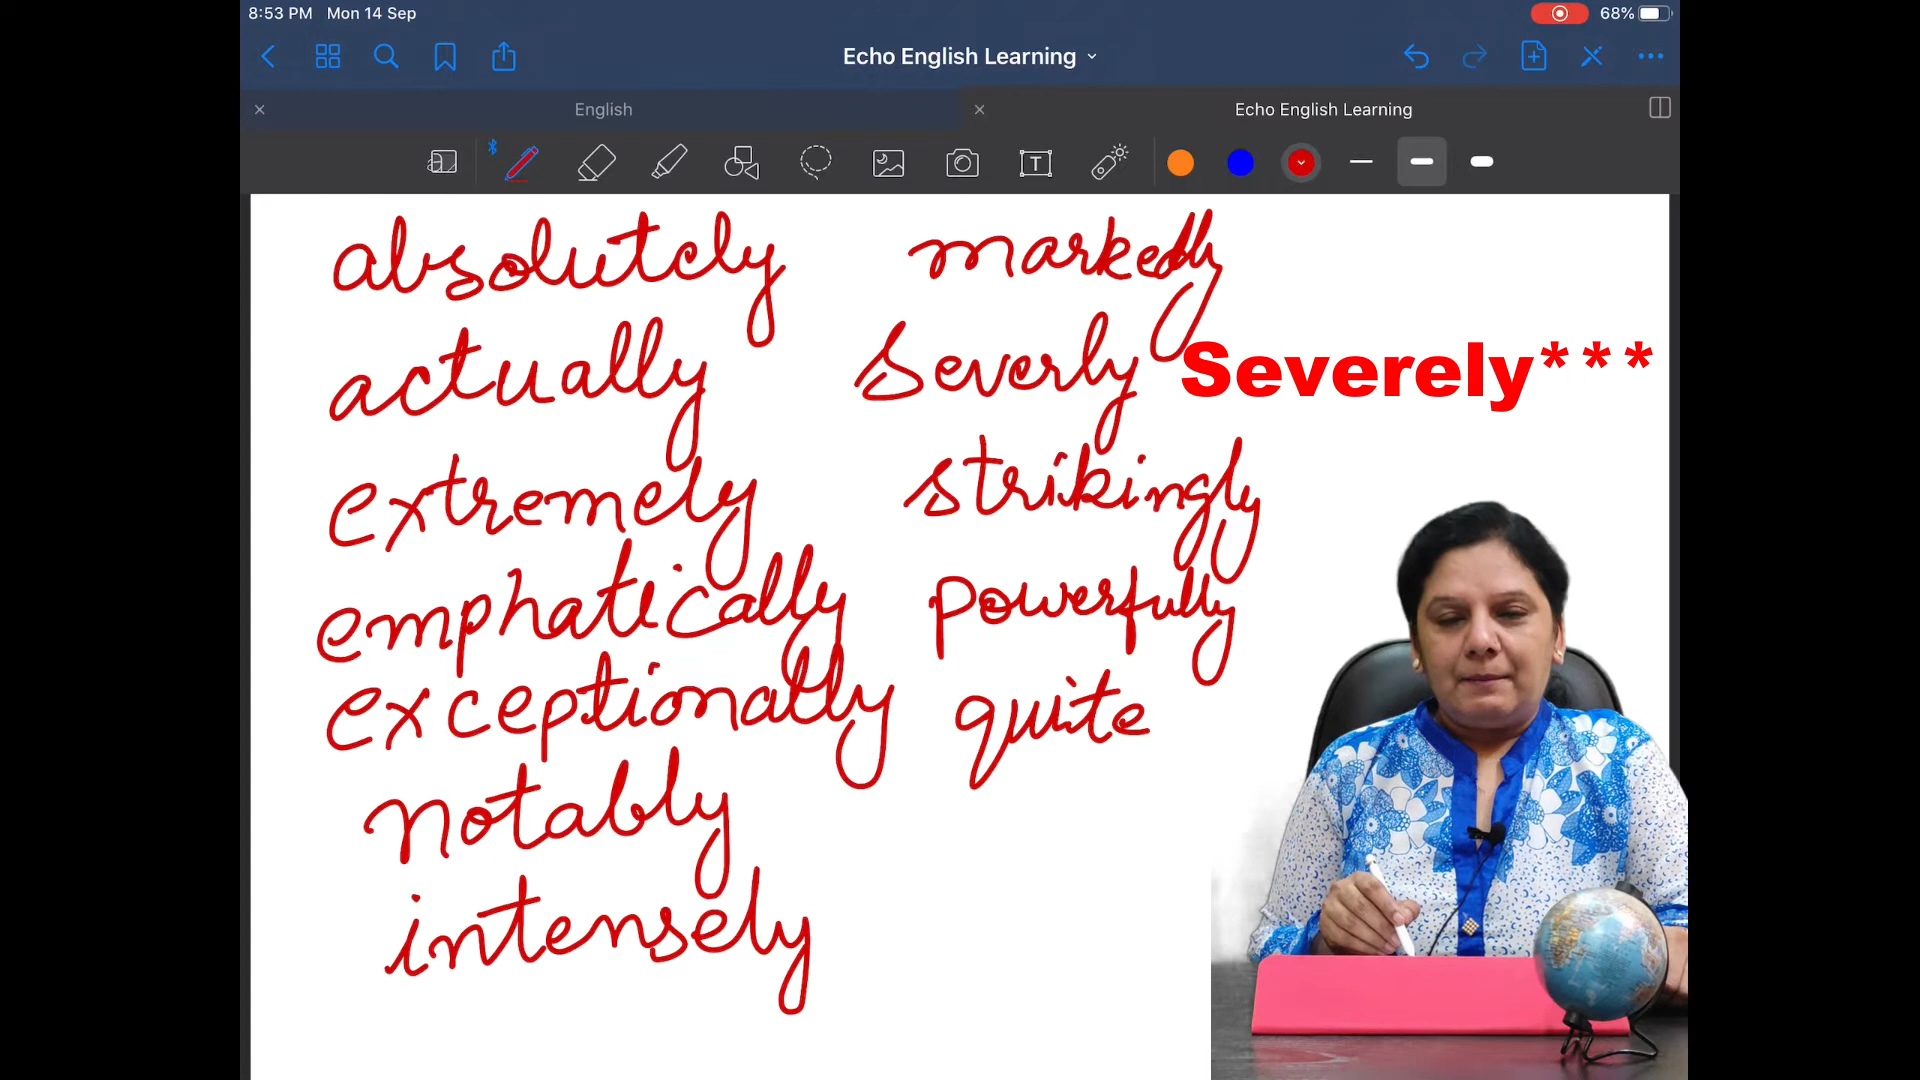 8:53 PM Mon 14 Sep 68%
Echo English Learning
English
Echo English Learning
T
absolutely
markedly
actually
severly
Severely***
extremely
strikingly
emphatically
powerfully
exceptionally
quite
notably
intensely